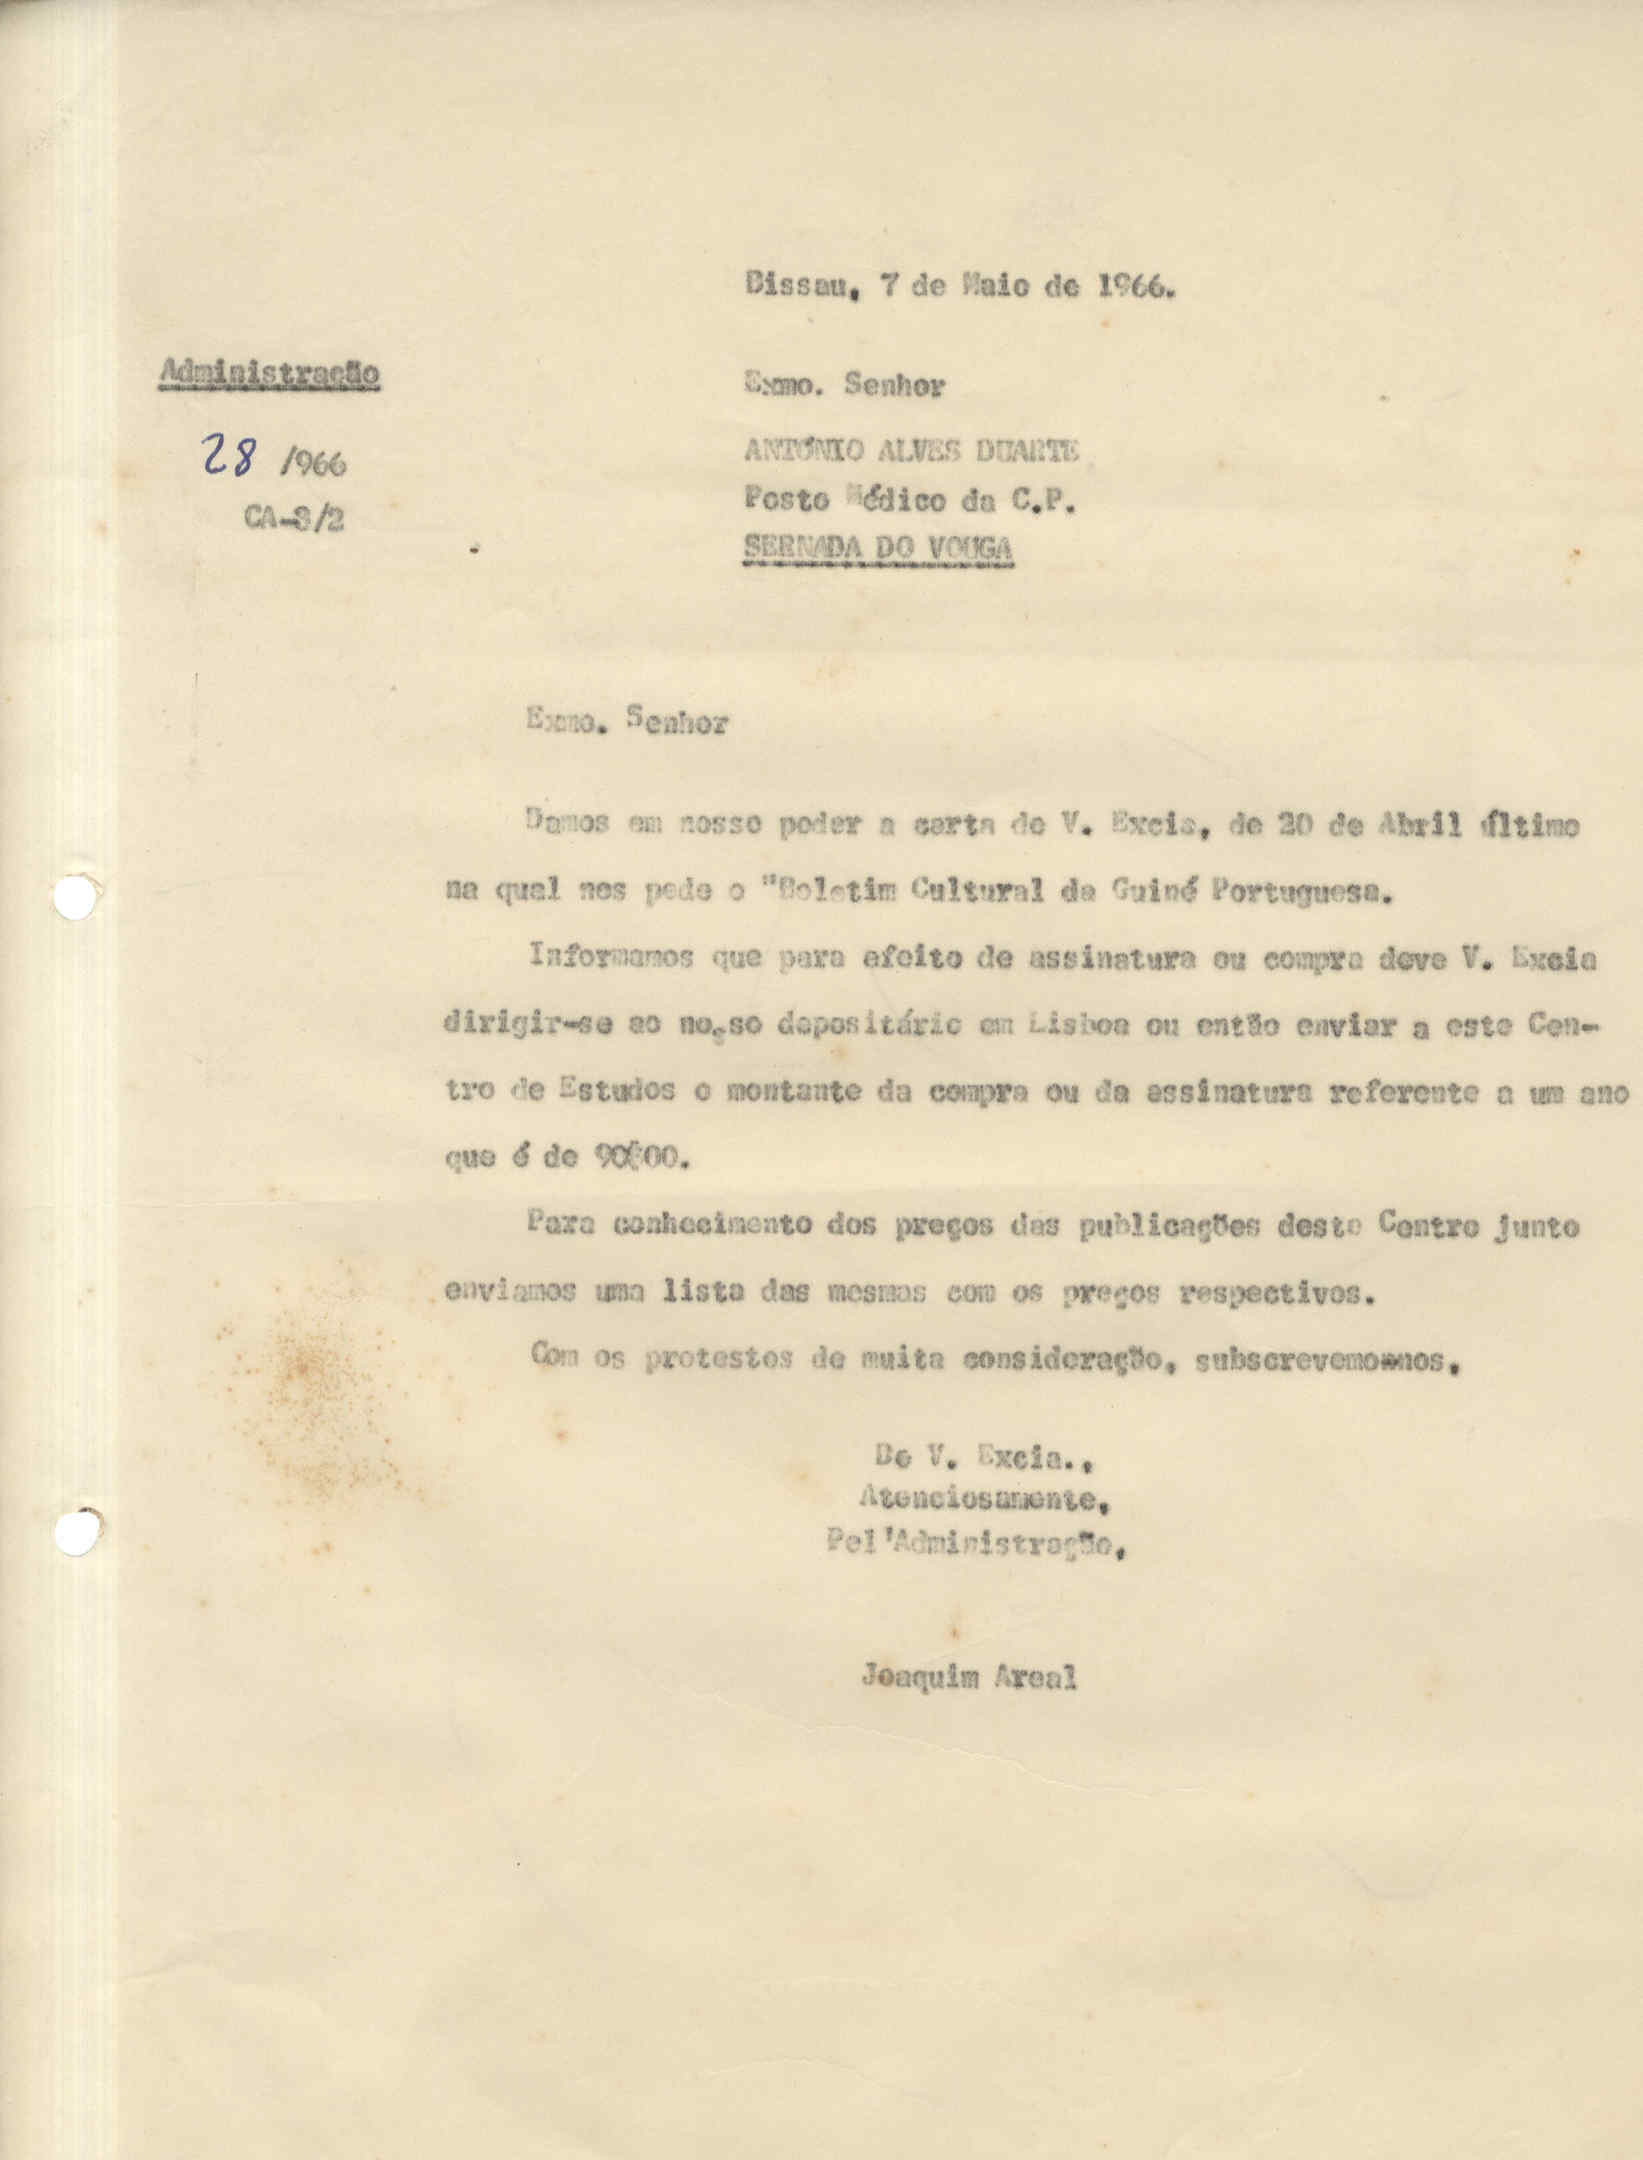 Bissau, 7 de Maio de 1966.
Administração
Exmo. Senhor
28 /966
ANTÓNIO ALVES DUARTE
Posto Médico da C.P.
CA-8/2
SERNADA DO VOUGA
Exmo. Senhor
Damos em nosso poder a carta de V. Excia, de 20 de Abril último
na qual nos pede o "Boletim Cultural da Guiné Portuguesa.
Informamos que para efeito de assinatura ou compra deve V. Excia
dirigir-se ao nosso depositário em Lisboa ou então enviar a este Cen-
tro de Estudos o montante da compra ou da assinatura referente a um ano
que é de 90$00.
Para conhecimento dos preços das publicações deste Centro junto
enviamos uma lista das mesmas com os preços respectivos.
Com os protestos de muita consideração, subscrevemo-nos,
De V. Excia.,
Atenciosamente,
Pel'Administração,
Joaquim Areal